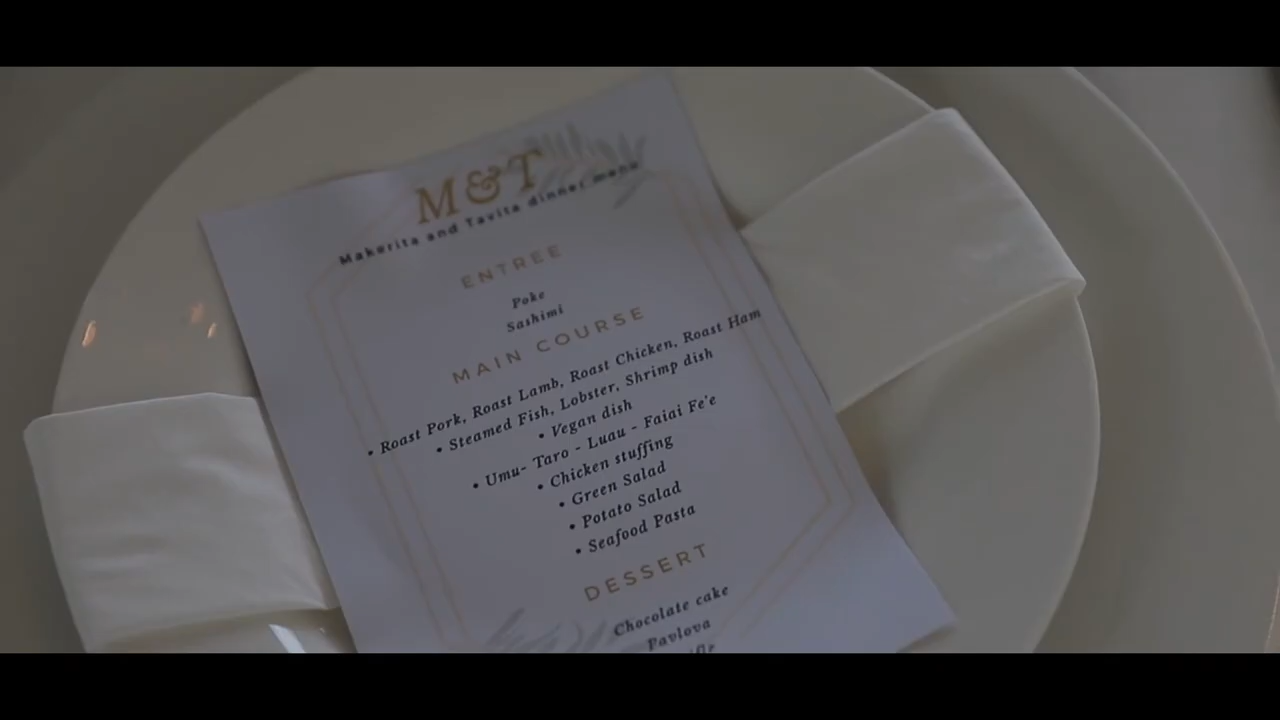 M&T
Makerita and Tavita dinner menu
ENTREE
Poke
Sashimi
MAIN COURSE
• Roast Pork, Roast Lamb, Roast Chicken, Roast Ham
• Steamed Fish, Lobster, Shrimp dish
• Vegan dish
• Umu- Taro - Luau - Faiai Fe'e
• Chicken stuffing
• Green Salad
• Potato Salad
• Seafood Pasta
DESSERT
Chocolate cake
Pavlova